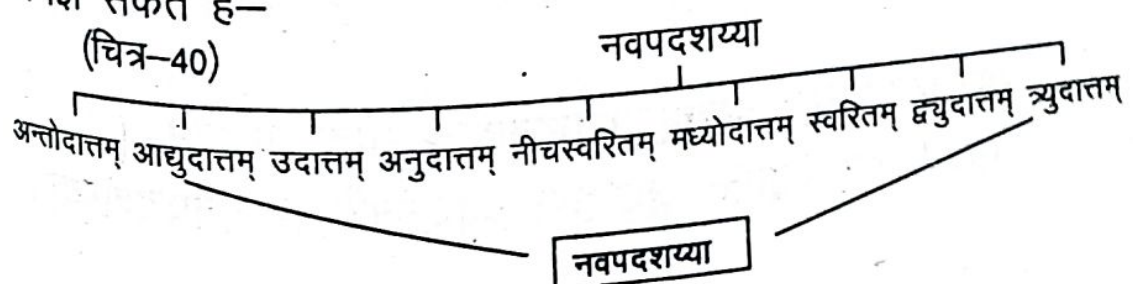 सकते हैं—
(चित्र–40)
नवपदशय्या
अन्तोदात्तम् आद्युदात्तम् उदात्तम् अनुदात्तम् नीचस्वरितम् मध्योदात्तम् स्वरितम् द्व्युदात्तम् त्र्युदात्तम्
नवपदशय्या